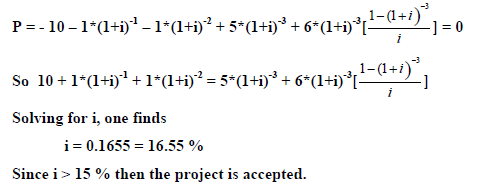 P = - 10 – 1*(1+i)⁻¹ – 1*(1+i)⁻² + 5*(1+i)⁻³ + 6*(1+i)⁻³[(1−(1+i)⁻³)/i] = 0
So 10 + 1*(1+i)⁻¹ + 1*(1+i)⁻² = 5*(1+i)⁻³ + 6*(1+i)⁻³[(1−(1+i)⁻³)/i]
Solving for i, one finds
i = 0.1655 = 16.55 %
Since i > 15 % then the project is accepted.